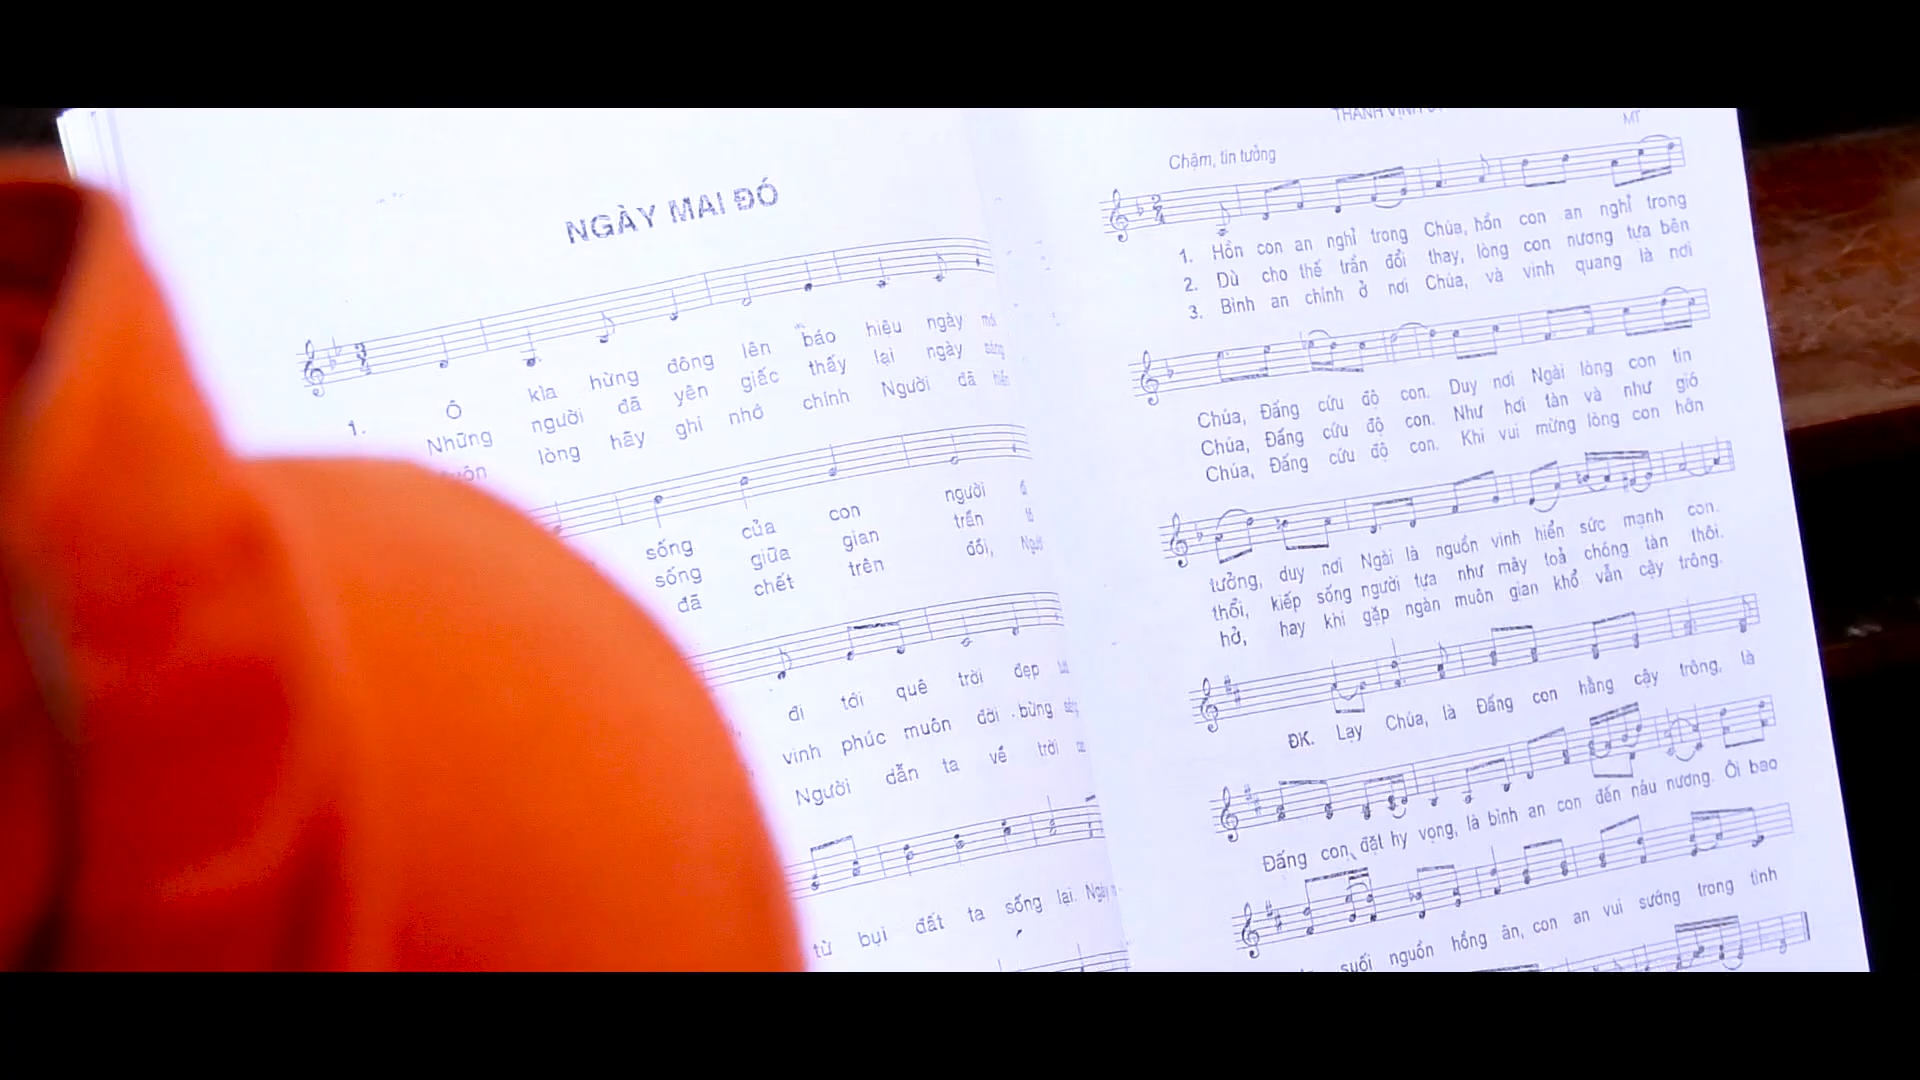 NGÀY MAI ĐÓ
1. Ô kìa hừng đông lên báo hiệu ngày
Những người đã yên giấc thấy lại ngày
lòng hãy ghi nhớ chính Người đã
sống của con người
sống giữa gian trần
đã chết trên đồi,
đi tới quê trời đẹp
vinh phúc muôn đời bừng
Người dẫn ta về trời
từ bụi đất ta sống lại. Ngày
MT
Chậm, tin tưởng
1. Hồn con an nghỉ trong Chúa, hồn con an nghỉ trong
2. Dù cho thế trần đổi thay, lòng con nương tựa bên
3. Bình an chính ở nơi Chúa, và vinh quang là nơi
Chúa, Đấng cứu độ con. Duy nơi Ngài lòng con tin
Chúa, Đấng cứu độ con. Như hơi tàn và như gió
Chúa, Đấng cứu độ con. Khi vui mừng lòng con hớn
tưởng, duy nơi Ngài là nguồn vinh hiển sức mạnh con.
thổi, kiếp sống người tựa như mây toả chóng tàn thôi.
hở, hay khi gặp ngàn muôn gian khổ vẫn cậy trông.
ĐK. Lạy Chúa, là Đấng con hằng cậy trông, là
Đấng con đặt hy vọng, là bình an con đến náu nương. Ôi bao
suối nguồn hồng ân, con an vui sướng trong tình